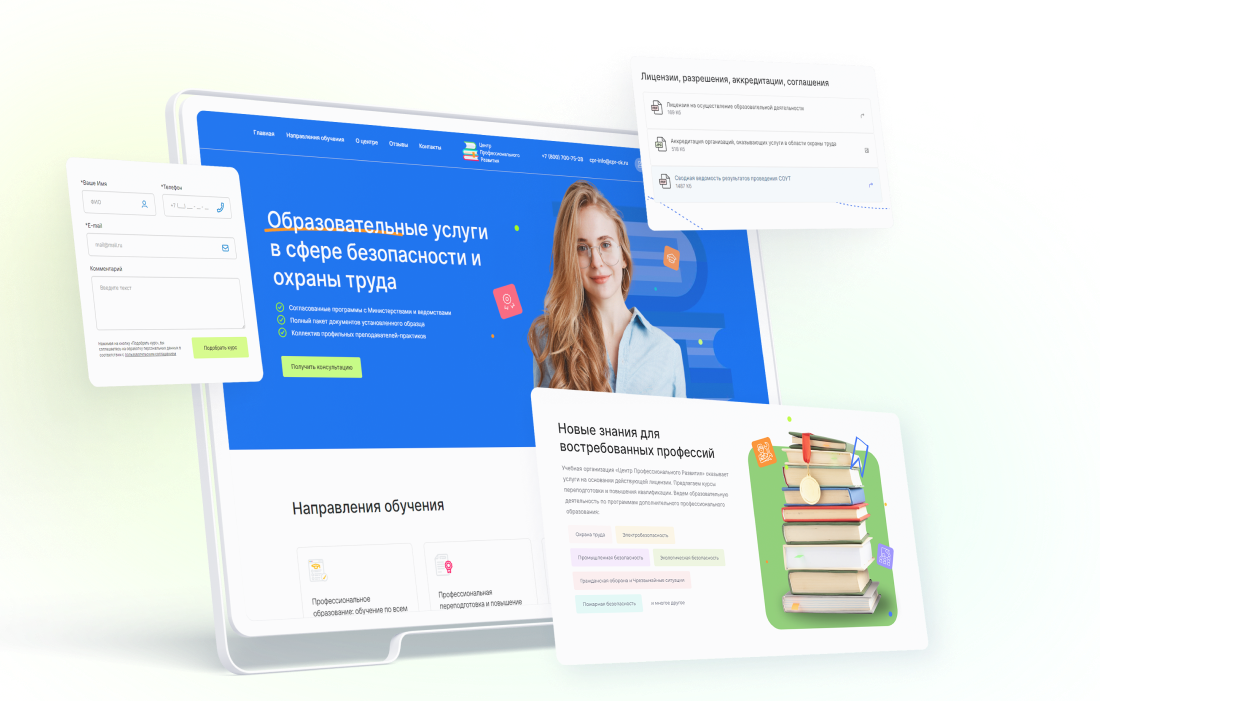 Лицензии, разрешения, аккредитации, соглашения
Лицензия на осуществление образовательной деятельности
Аккредитация организаций, оказывающих услуги в области охраны труда
516 Кб
Сводная ведомость результатов проведения СОУТ
1487 Кб
Главная
Направления обучения
О центре
Отзывы
Контакты
Центр
Профессионального
Развития
+7 (800) 700-75-28
cpr-info@cpr-ok.ru
*Ваше Имя
*Телефон
ФИО
+7 (__) __-__-__
*E-mail
mail@mail.ru
Комментарий
Введите текст
Нажимая на кнопку «Подобрать курс», вы
соглашаетесь на обработку персональных данных в
соответствии с
Подобрать курс
Образовательные услуги
в сфере безопасности и
охраны труда
Согласованные программы с Министерствами и ведомствами
Полный пакет документов установленного образца
Коллектив профильных преподавателей-практиков
Получить консультацию
Направления обучения
Профессиональное
образование: обучение по всем
Профессиональная
переподготовка и повышение
Новые знания для
востребованных профессий
Учебная организация «Центр Профессионального Развития» оказывает
услуги на основании действующей лицензии. Предлагаем курсы
переподготовки и повышения квалификации. Ведем образовательную
деятельность по программам дополнительного профессионального
образования:
Охрана труда
Электробезопасность
Промышленная безопасность
Экологическая безопасность
Гражданская оборона и Чрезвычайные ситуации
Пожарная безопасность
и многое другое